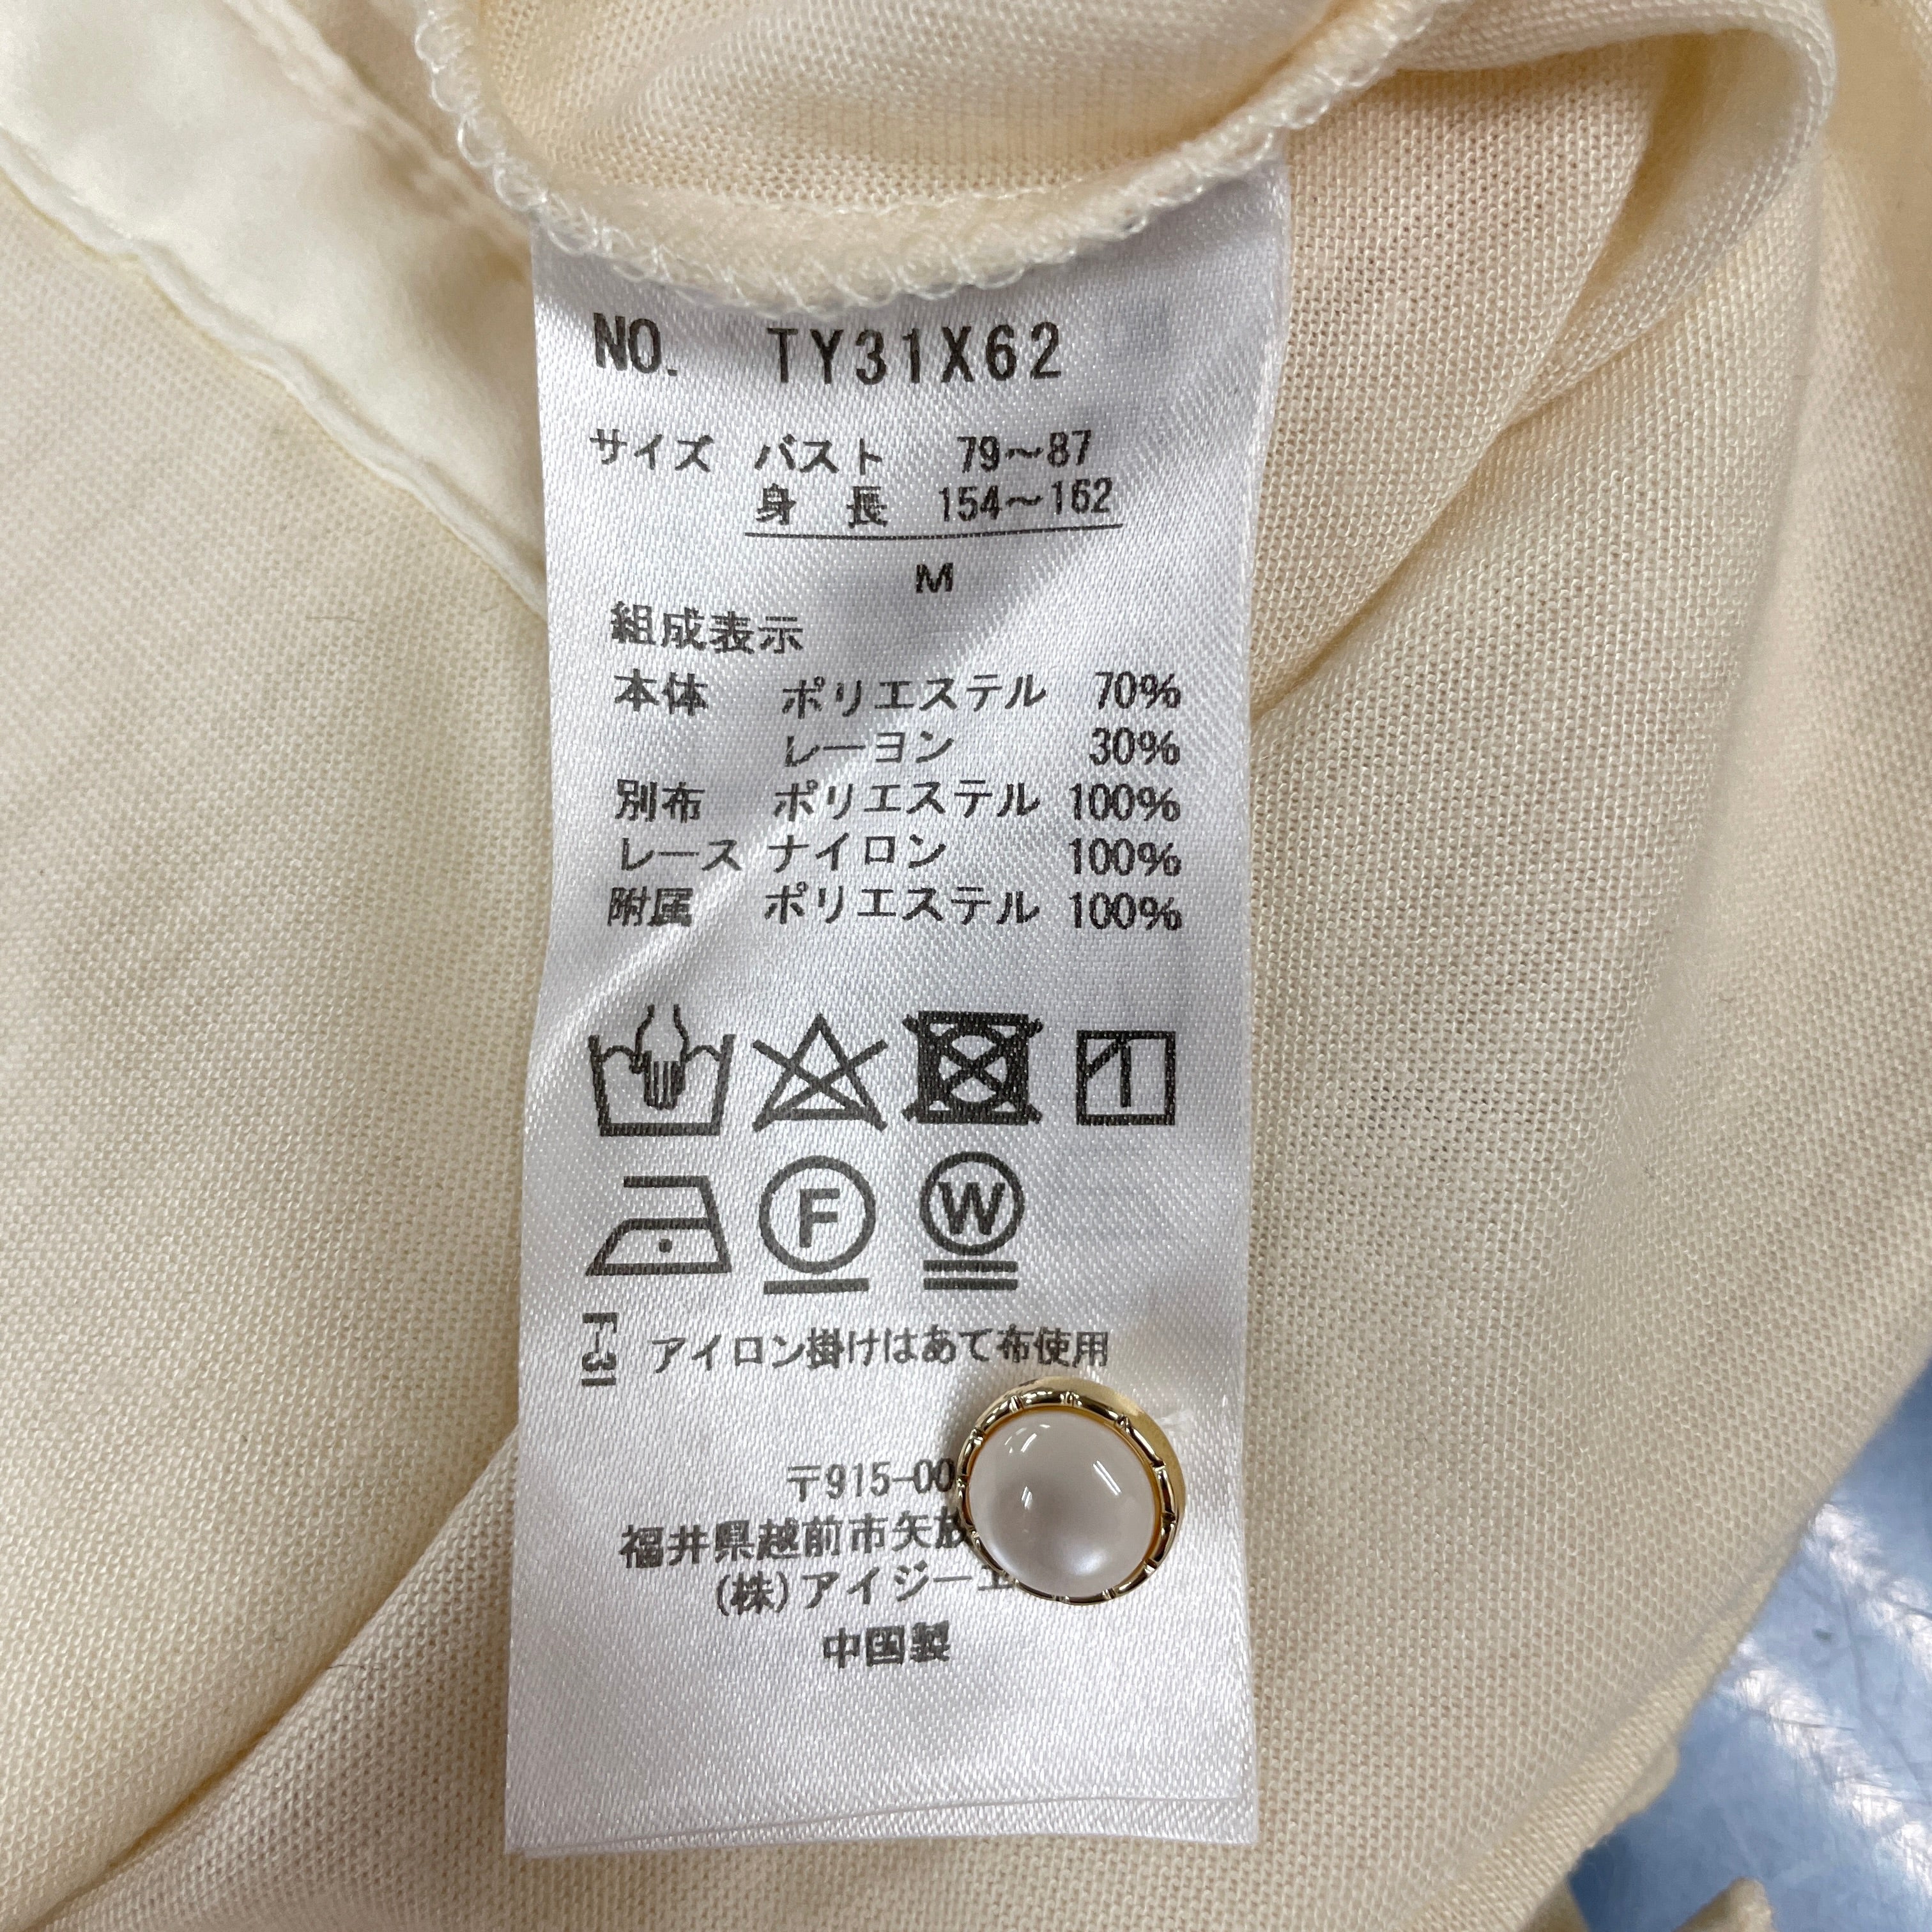 NO. TY31X62
サイズ バスト 79～87
身 長 154～162
M
組成表示
本体 ポリエステル 70%
レーヨン 30%
別布 ポリエステル 100%
レース ナイロン 100%
附属 ポリエステル 100%
F
W
F-31 アイロン掛けはあて布使用
〒915-00
福井県越前市矢放
(株)アイジーエ
中国製